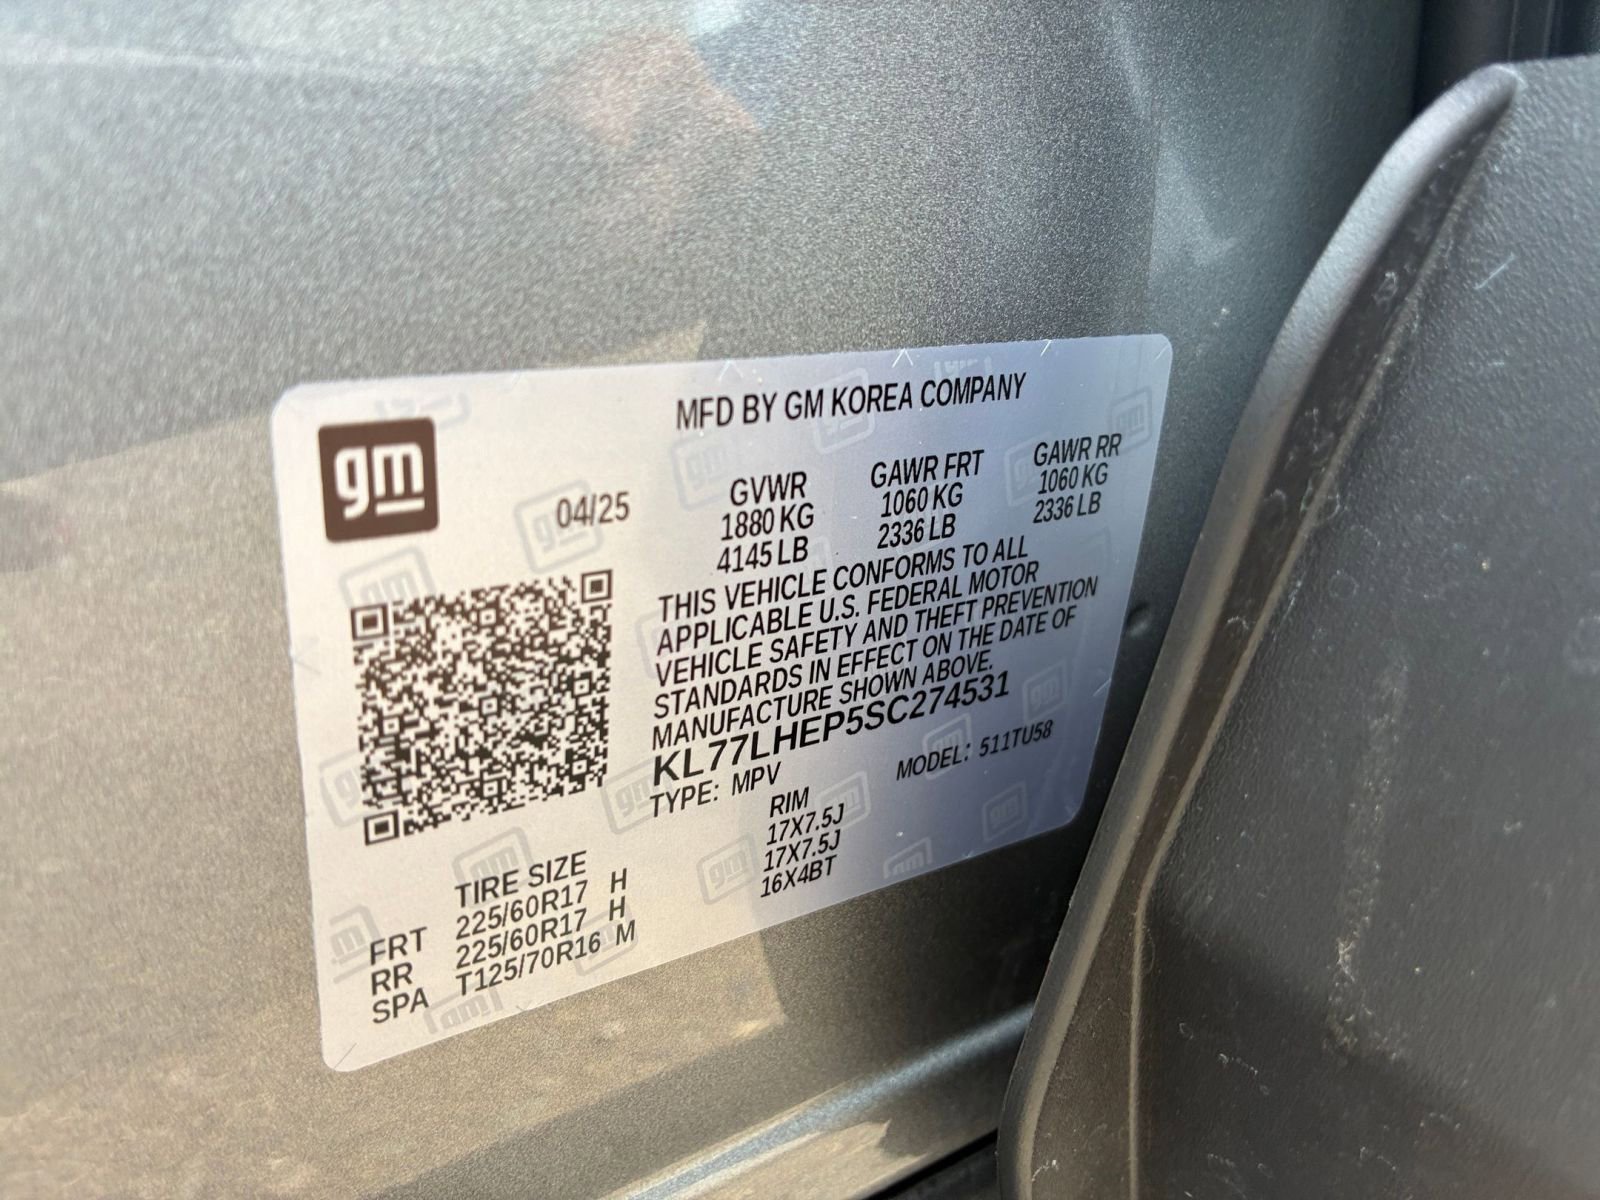 gm
MFD BY GM KOREA COMPANY
04/25
GVWR GAWR FRT GAWR RR
1880 KG 1060 KG 1060 KG
4145 LB 2336 LB 2336 LB
THIS VEHICLE CONFORMS TO ALL
APPLICABLE U.S. FEDERAL MOTOR
VEHICLE SAFETY AND THEFT PREVENTION
STANDARDS IN EFFECT ON THE DATE OF
MANUFACTURE SHOWN ABOVE.
KL77LHEP5SC274531
TYPE: MPV MODEL: 511TU58
TIRE SIZE RIM
FRT 225/60R17 H 17X7.5J
RR 225/60R17 H 17X7.5J
SPA T125/70R16 M 16X4BT